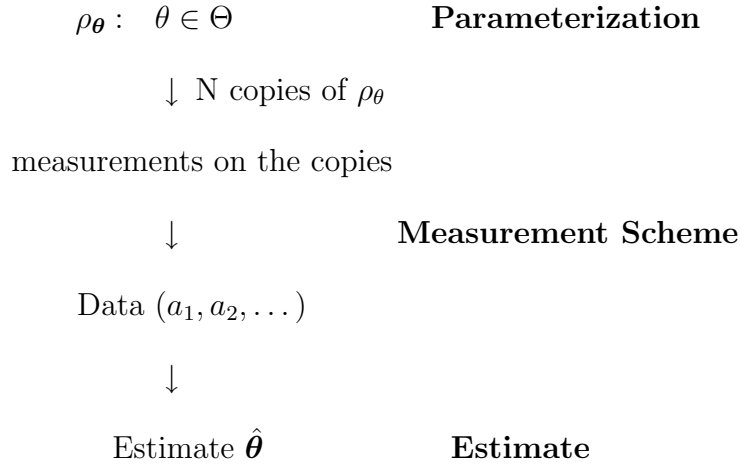 ρ_θ : θ ∈ Θ Parameterization
↓ N copies of ρ_θ
measurements on the copies
↓ Measurement Scheme
Data (a_1, a_2, . . . )
↓
Estimate θ̂ Estimate